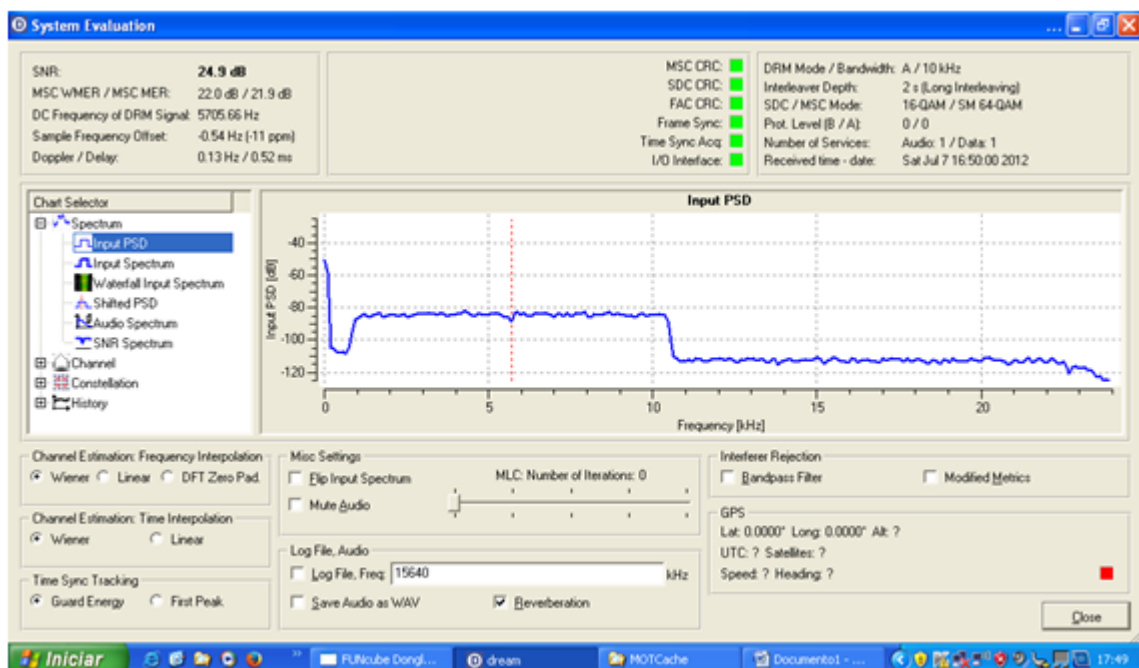 System Evaluation
SNR: 24.9 dB
MSC WMER / MSC MER: 22.0 dB / 21.9 dB
DC Frequency of DRM Signal: 5705.66 Hz
Sample Frequency Offset: -0.54 Hz (-11 ppm)
Doppler / Delay: 0.13 Hz / 0.52 ms
MSC CRC:
SDC CRC:
FAC CRC:
Frame Sync:
Time Sync Acq:
I/O Interface:
DRM Mode / Bandwidth: A / 10 kHz
Interleaver Depth: 2 s (Long Interleaving)
SDC / MSC Mode: 16-QAM / SM 64-QAM
Prot. Level (B / A): 0 / 0
Number of Services: Audio: 1 / Data: 1
Received time - date: Sat Jul 7 16:50:00 2012
Chart Selector
Spectrum
Input PSD
Input Spectrum
Waterfall Input Spectrum
Shifted PSD
Audio Spectrum
SNR Spectrum
Channel
Constellation
History
Input PSD
Input PSD [dB]
-40
-60
-80
-100
-120
0 5 10 15 20
Frequency [kHz]
Channel Estimation: Frequency Interpolation
Wiener Linear DFT Zero Pad.
Channel Estimation: Time Interpolation
Wiener Linear
Time Sync Tracking
Guard Energy First Peak
Misc Settings
Flip Input Spectrum
Mute Audio
MLC: Number of Iterations: 0
Log File, Audio
Log File, Freq: 15640 kHz
Save Audio as WAV Reverberation
Interferer Rejection
Bandpass Filter Modified Metrics
GPS
Lat: 0.0000° Long: 0.0000° Alt: ?
UTC: ? Satellites: ?
Speed: ? Heading: ?
Close
Iniciar
FUNcube Dongl...
dream
MOTCache
Documento1 - ...
17:49